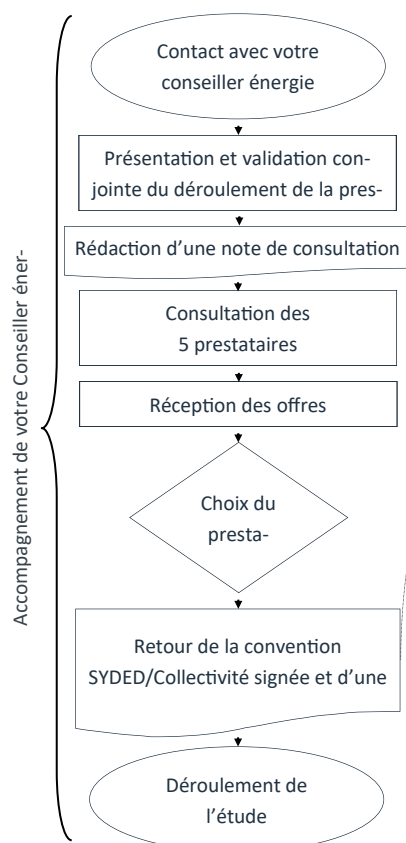 Contact avec votre
conseiller énergie
Présentation et validation con-
jointe du déroulement de la pres-
Rédaction d'une note de consultation
Consultation des
5 prestataires
Réception des offres
Choix du
presta-
Retour de la convention
SYDED/Collectivité signée et d'une
Déroulement de
l'étude
Accompagnement de votre Conseiller éner-